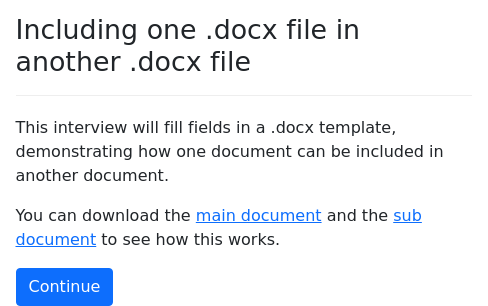 Including one .docx file in
another .docx file
This interview will fill fields in a .docx template,
demonstrating how one document can be included in
another document.
You can download the main document and the sub
document to see how this works.
Continue